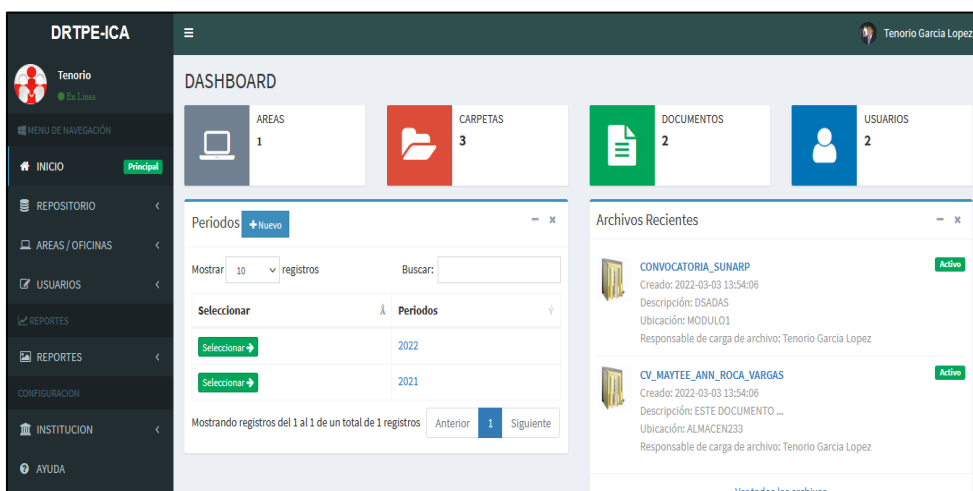 DRTPE-ICA
Tenorio Garcia Lopez
Tenorio
En Linea
MENU DE NAVEGACIÓN
INICIO
Principal
REPOSITORIO
AREAS / OFICINAS
USUARIOS
REPORTES
REPORTES
CONFIGURACION
INSTITUCION
AYUDA
DASHBOARD
AREAS
1
CARPETAS
3
DOCUMENTOS
2
USUARIOS
2
Periodos
+Nuevo
Mostrar 10 registros
Buscar:
Seleccionar Periodos
Seleccionar 2022
Seleccionar 2021
Mostrando registros del 1 al 1 de un total de 1 registros
Anterior 1 Siguiente
Archivos Recientes
CONVOCATORIA_SUNARP
Activo
Creado: 2022-03-03 13:54:06
Descripción: DSADAS
Ubicación: MODULO1
Responsable de carga de archivo: Tenorio Garcia Lopez
CV_MAYTEE_ANN_ROCA_VARGAS
Activo
Creado: 2022-03-03 13:54:06
Descripción: ESTE DOCUMENTO ...
Ubicación: ALMACEN233
Responsable de carga de archivo: Tenorio Garcia Lopez